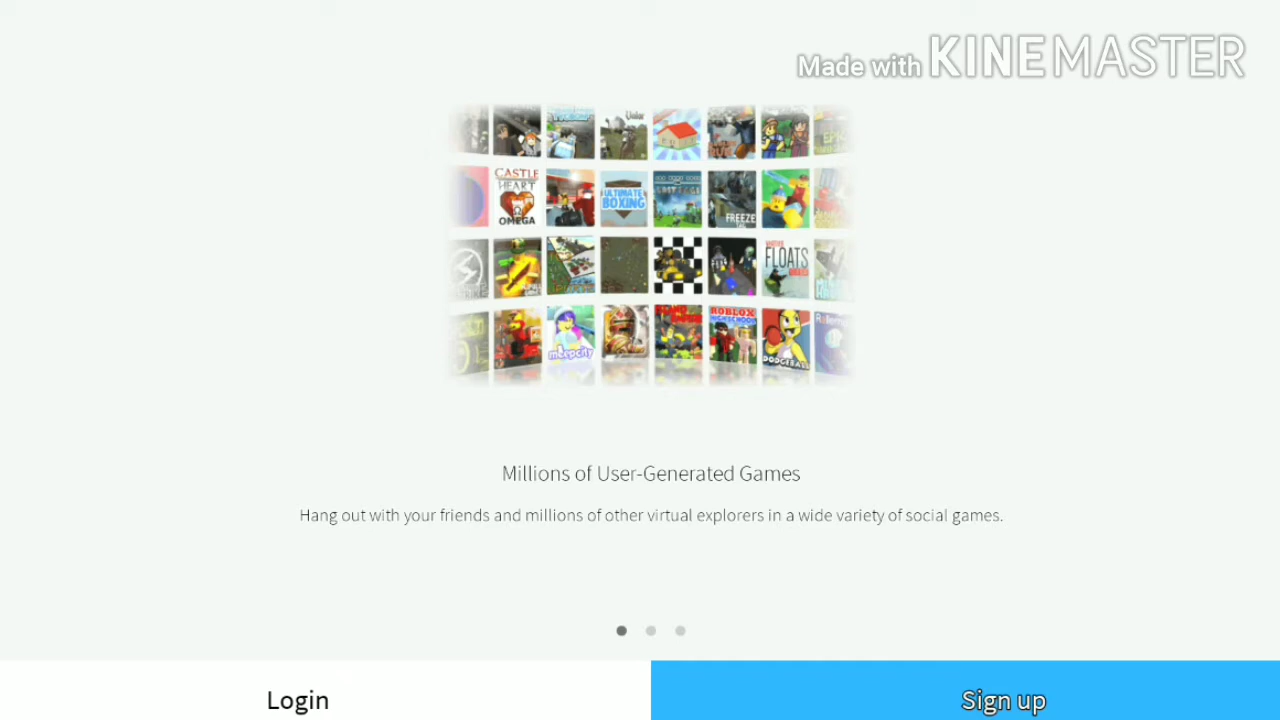 Made with KINEMASTER
Valor
CASTLE
HEART
OMEGA
ULTIMATE
BOXING
FREEZE
FLOATS
meepcity
ROBLOX
HIGHSCHOOL
DODGEBALL
Millions of User-Generated Games
Hang out with your friends and millions of other virtual explorers in a wide variety of social games.
Login
Sign up